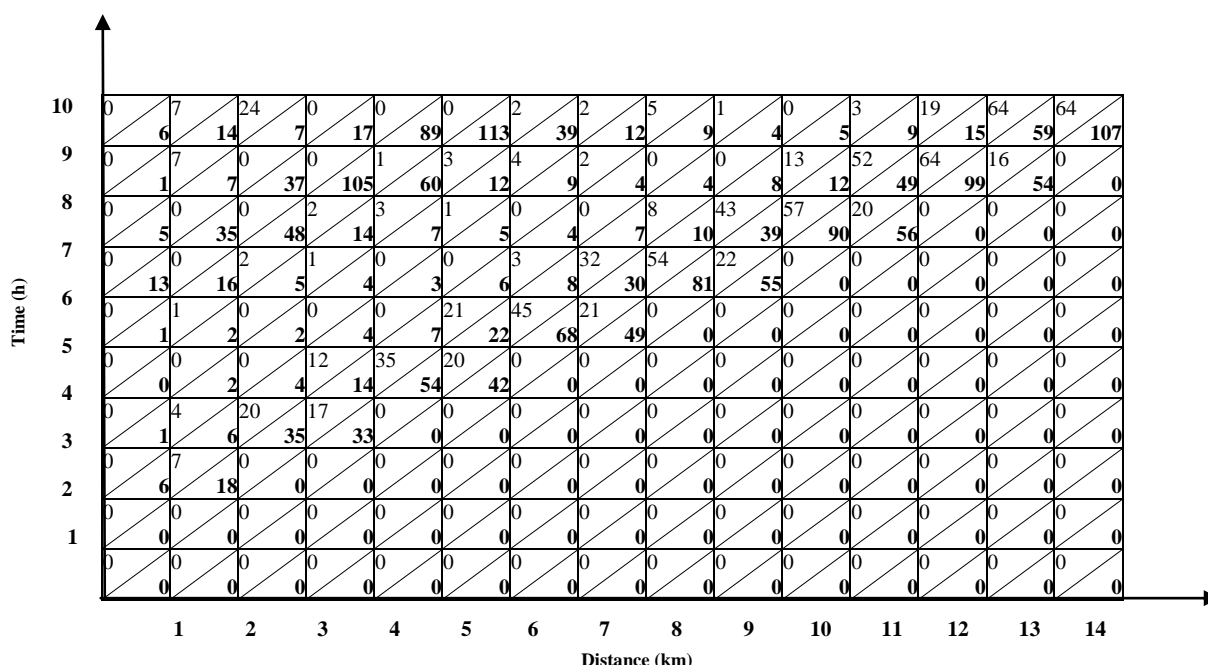 10 0 7 24 0 0 0 2 2 5 1 0 3 19 64 64
6 14 7 17 89 113 39 12 9 4 5 9 15 59 107
9 0 7 0 0 1 3 4 2 0 0 13 52 64 16 0
1 7 37 105 60 12 9 4 4 8 12 49 99 54 0
8 0 0 0 2 3 1 0 0 8 43 57 20 0 0 0
5 35 48 14 7 5 4 7 10 39 90 56 0 0 0
7 0 0 2 1 0 0 3 32 54 22 0 0 0 0 0
13 16 5 4 3 6 8 30 81 55 0 0 0 0 0
6 0 1 0 0 0 21 45 21 0 0 0 0 0 0 0
1 2 2 4 7 22 68 49 0 0 0 0 0 0 0
5 0 0 0 12 35 20 0 0 0 0 0 0 0 0 0
0 2 4 14 54 42 0 0 0 0 0 0 0 0 0
4 0 4 20 17 0 0 0 0 0 0 0 0 0 0 0
1 6 35 33 0 0 0 0 0 0 0 0 0 0 0
3 0 7 0 0 0 0 0 0 0 0 0 0 0 0 0
6 18 0 0 0 0 0 0 0 0 0 0 0 0 0
2 0 0 0 0 0 0 0 0 0 0 0 0 0 0 0
0 0 0 0 0 0 0 0 0 0 0 0 0 0 0
1 0 0 0 0 0 0 0 0 0 0 0 0 0 0 0
0 0 0 0 0 0 0 0 0 0 0 0 0 0 0
1 2 3 4 5 6 7 8 9 10 11 12 13 14
Distance (km)
Time (h)